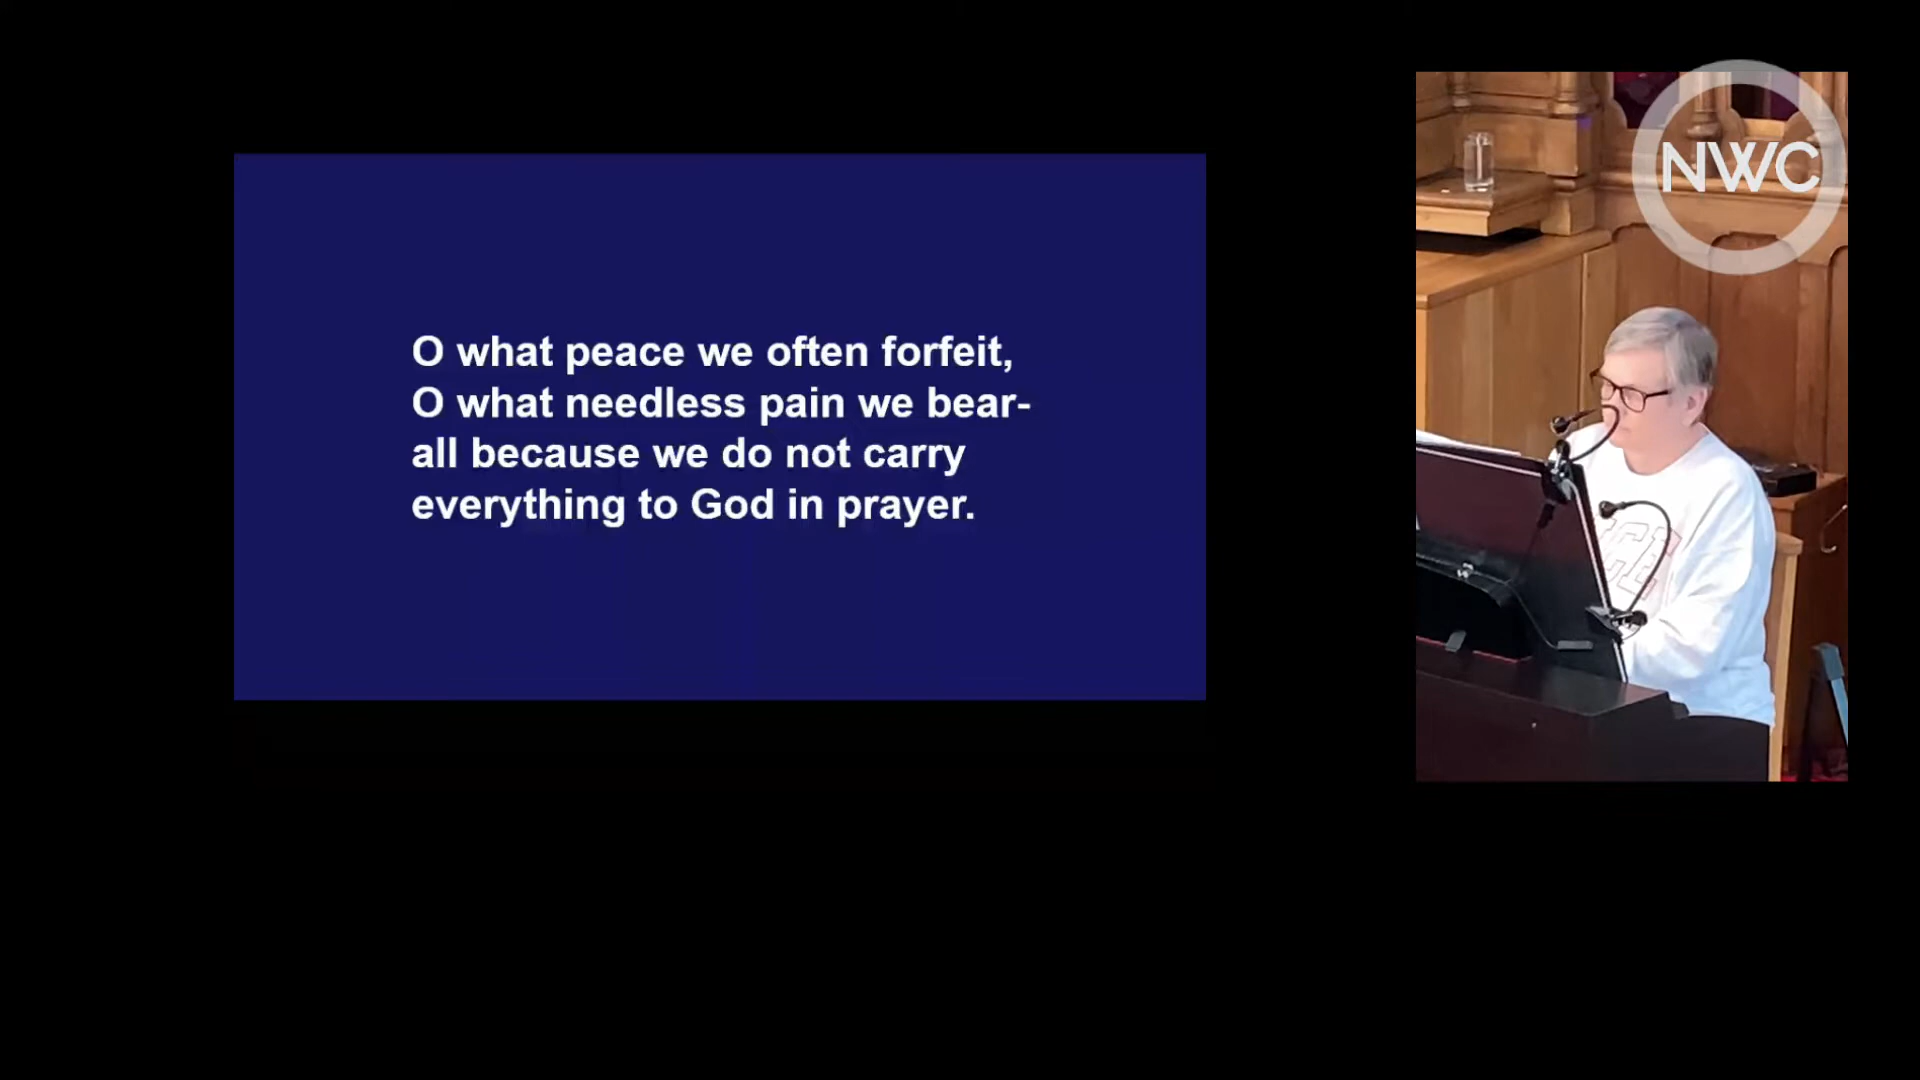 O what peace we often forfeit,
O what needless pain we bear-
all because we do not carry
everything to God in prayer.
NWC